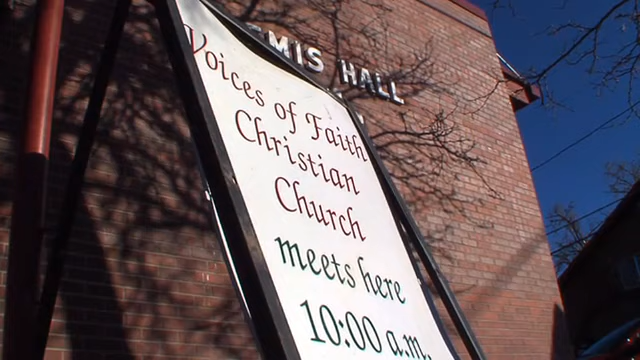 HALL
Voices of Faith
Christian
Church
meets here
10:00 a.m.